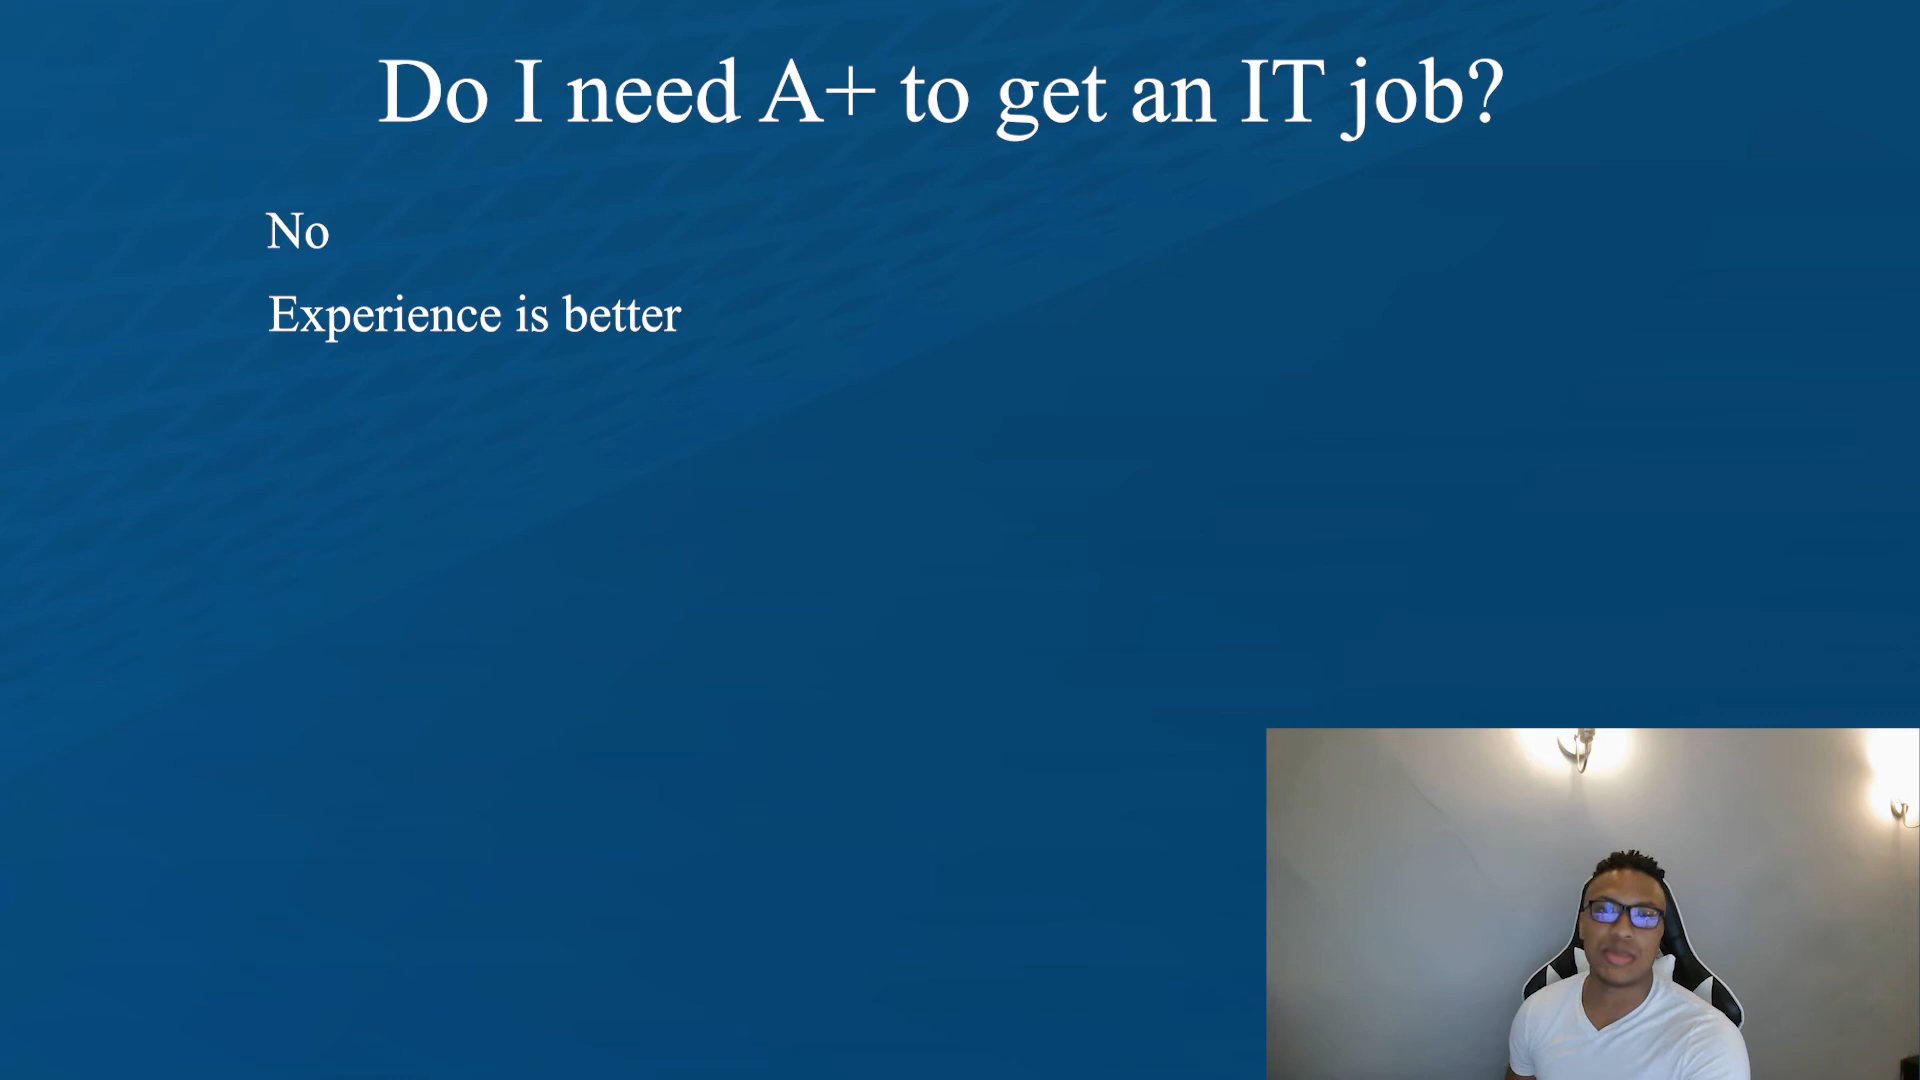 Do I need A+ to get an IT job?
No
Experience is better